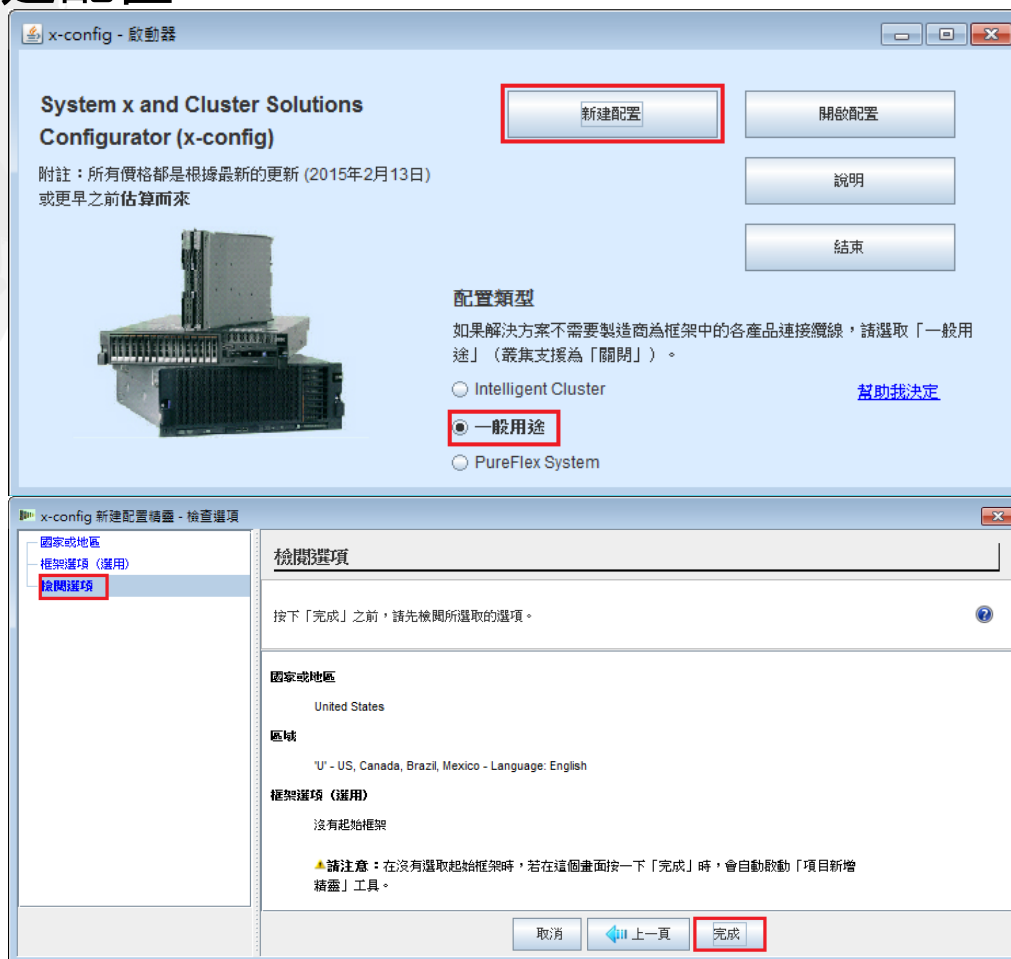 x-config - 啟動器
System x and Cluster Solutions
Configurator (x-config)
附註：所有價格都是根據最新的更新 (2015年2月13日)
或更早之前估算而來
新建配置
開啟配置
說明
結束
配置類型
如果解決方案不需要製造商為框架中的各產品連接纜線，請選取「一般用
途」（叢集支援為「關閉」）。
Intelligent Cluster
幫助我決定
一般用途
PureFlex System
x-config 新建配置精靈 - 檢查選項
國家或地區
框架選項（選用）
檢閱選項
檢閱選項
按下「完成」之前，請先檢閱所選取的選項。
國家或地區
United States
區域
'U' - US, Canada, Brazil, Mexico - Language: English
框架選項（選用）
沒有起始框架
請注意：在沒有選取起始框架時，若在這個畫面按一下「完成」時，會自動啟動「項目新增
精靈」工具。
取消
上一頁
完成